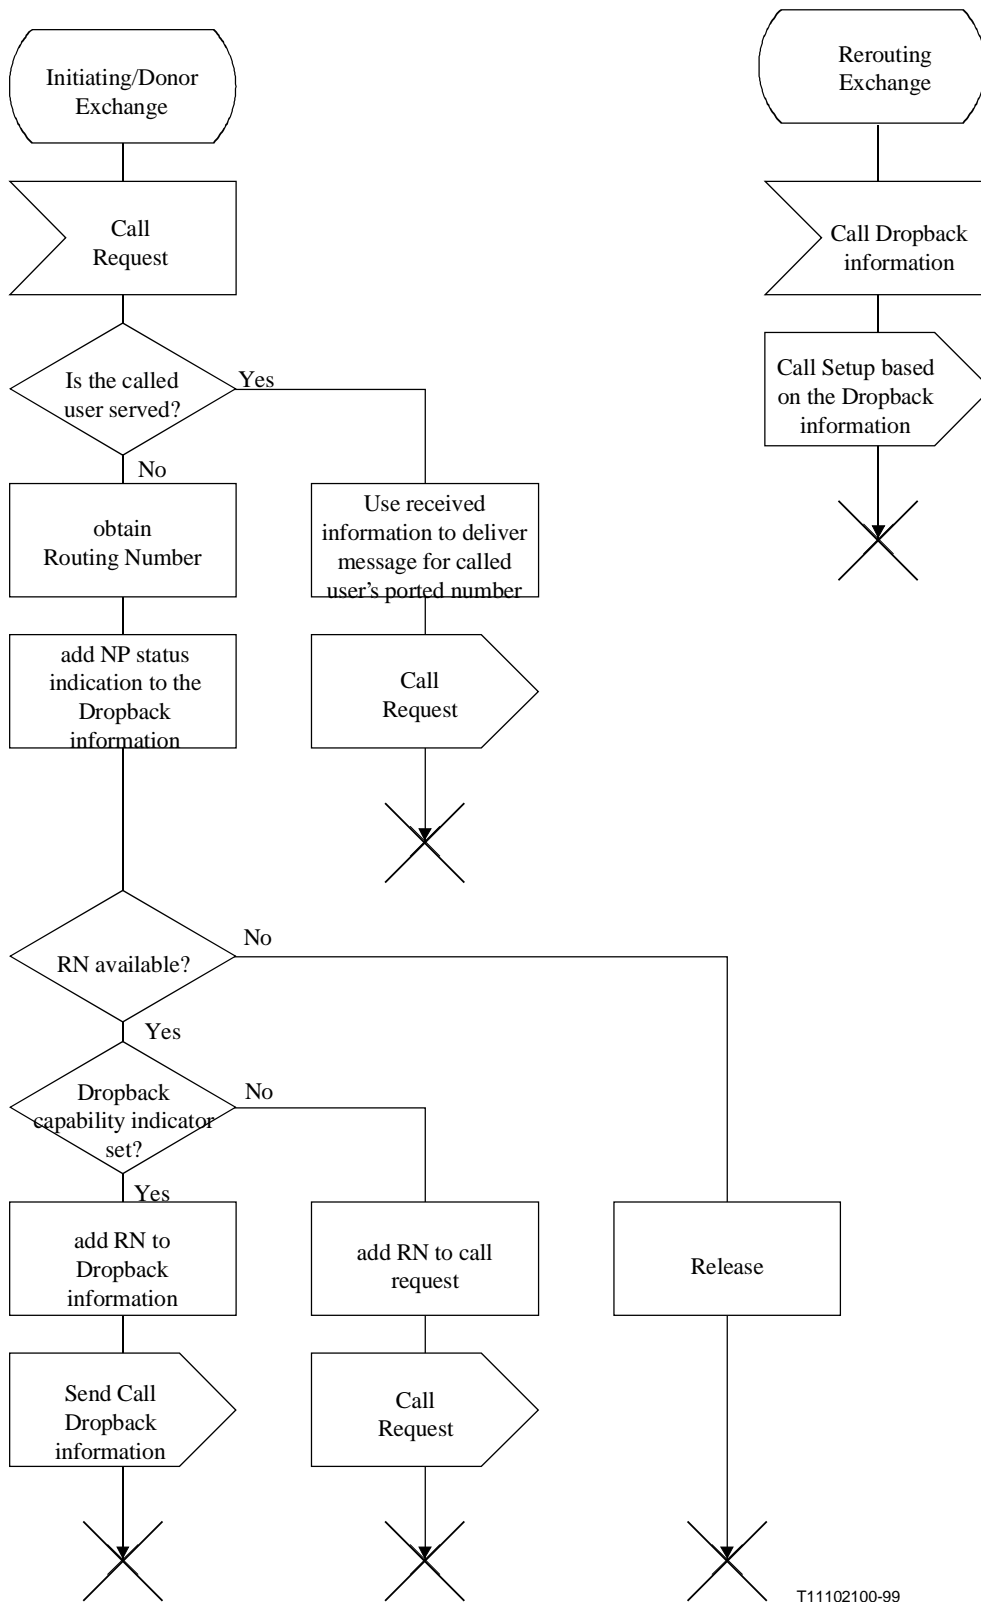 Initiating/Donor
Exchange
Call
Request
Is the called
user served?
Yes
No
obtain
Routing Number
Use received
information to deliver
message for called
user's ported number
add NP status
indication to the
Dropback
information
Call
Request
RN available?
No
Yes
Dropback
capability indicator
set?
No
Yes
add RN to
Dropback
information
add RN to call
request
Release
Send Call
Dropback
information
Call
Request
Rerouting
Exchange
Call Dropback
information
Call Setup based
on the Dropback
information
T11102100-99